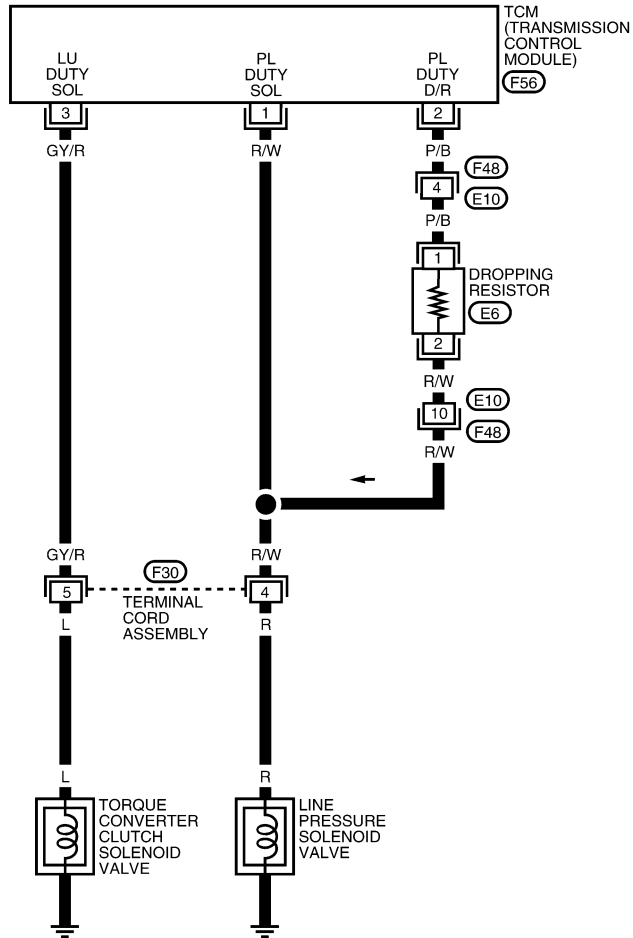 TCM
(TRANSMISSION
CONTROL
MODULE)
F56
LU
DUTY
SOL
PL
DUTY
SOL
PL
DUTY
D/R
3
1
2
GY/R
R/W
P/B
F48
4
E10
P/B
1
DROPPING
RESISTOR
E6
2
R/W
E10
10
F48
R/W
GY/R
R/W
F30
5
4
TERMINAL
CORD
ASSEMBLY
L
R
L
R
TORQUE
CONVERTER
CLUTCH
SOLENOID
VALVE
LINE
PRESSURE
SOLENOID
VALVE